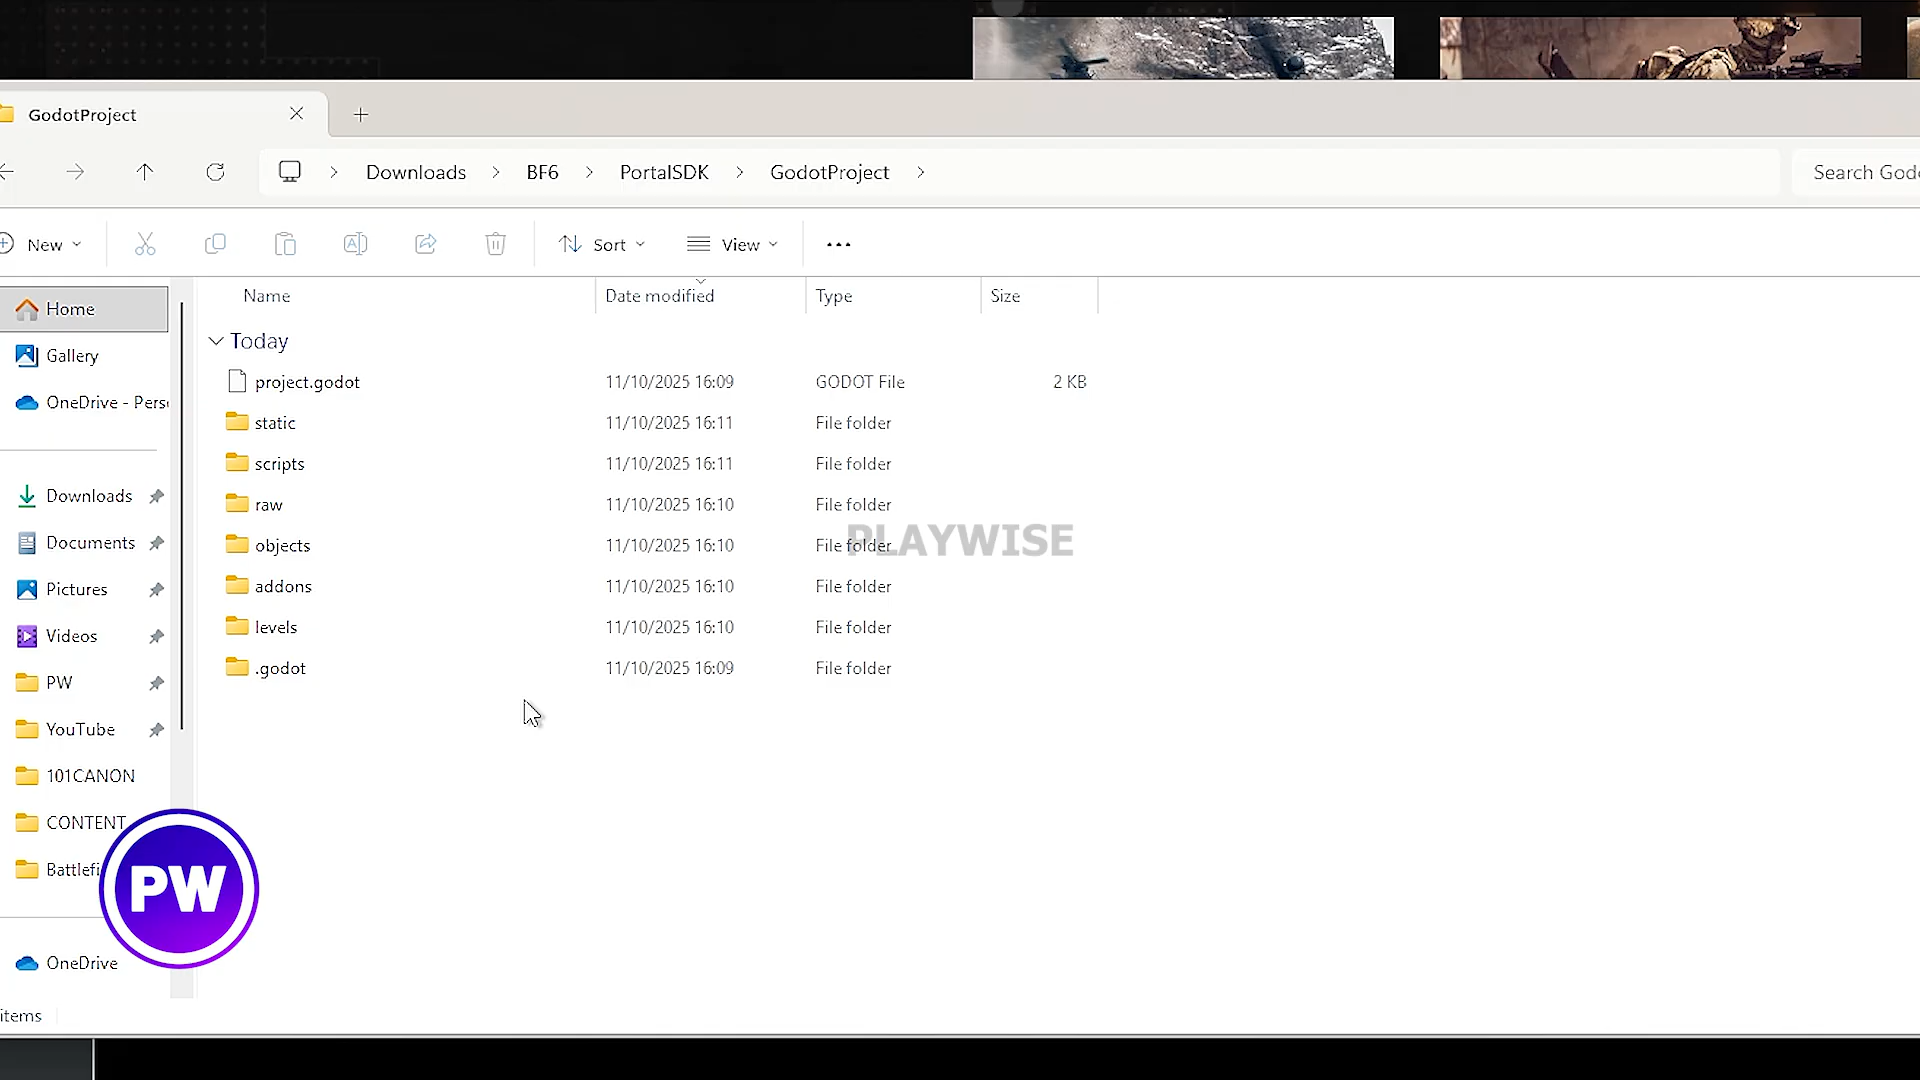 GodotProject
Downloads > BF6 > PortalSDK > GodotProject >
Search God
New
Sort
View
Name Date modified Type Size
Today
project.godot 11/10/2025 16:09 GODOT File 2 KB
static 11/10/2025 16:11 File folder
scripts 11/10/2025 16:11 File folder
raw 11/10/2025 16:10 File folder
objects 11/10/2025 16:10 File folder
addons 11/10/2025 16:10 File folder
levels 11/10/2025 16:10 File folder
.godot 11/10/2025 16:09 File folder
Home
Gallery
OneDrive - Pers
Downloads
Documents
Pictures
Videos
PW
YouTube
101CANON
CONTENT
Battlefi
OneDrive
items
PLAYWISE
PW